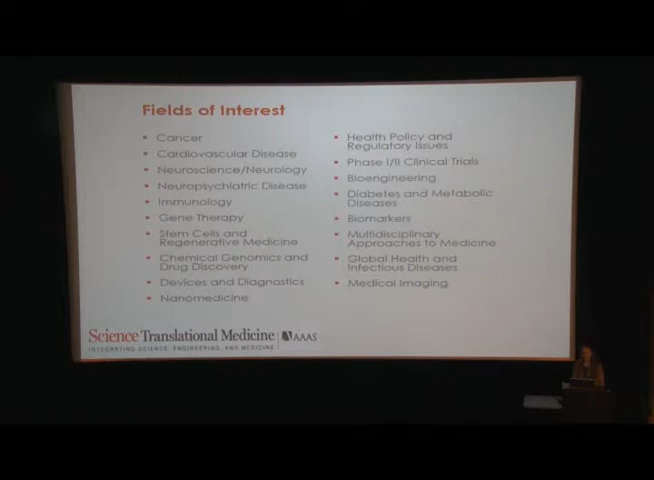 Fields of Interest
Cancer
Cardiovascular Disease
Neuroscience/Neurology
Neuropsychiatric Disease
Immunology
Gene Therapy
Stem Cells and
Regenerative Medicine
Chemical Genomics and
Drug Discovery
Devices and Diagnostics
Nanomedicine
Health Policy and
Regulatory Issues
Phase I/II Clinical Trials
Bioengineering
Diabetes and Metabolic
Diseases
Biomarkers
Multidisciplinary
Approaches to Medicine
Global Health and
Infectious Diseases
Medical Imaging
Science Translational Medicine AAAS
INTEGRATING SCIENCE, ENGINEERING, AND MEDICINE